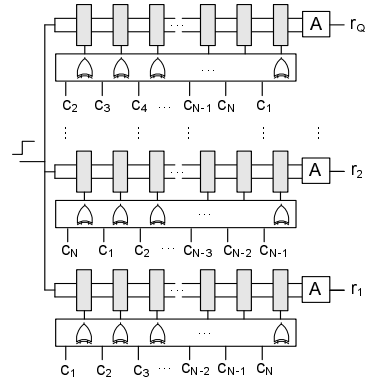 A r_Q
C_2 C_3 C_4 ... C_{N-1} C_N C_1
A r_2
C_N C_1 C_2 ... C_{N-3} C_{N-2} C_{N-1}
A r_1
C_1 C_2 C_3 ... C_{N-2} C_{N-1} C_N